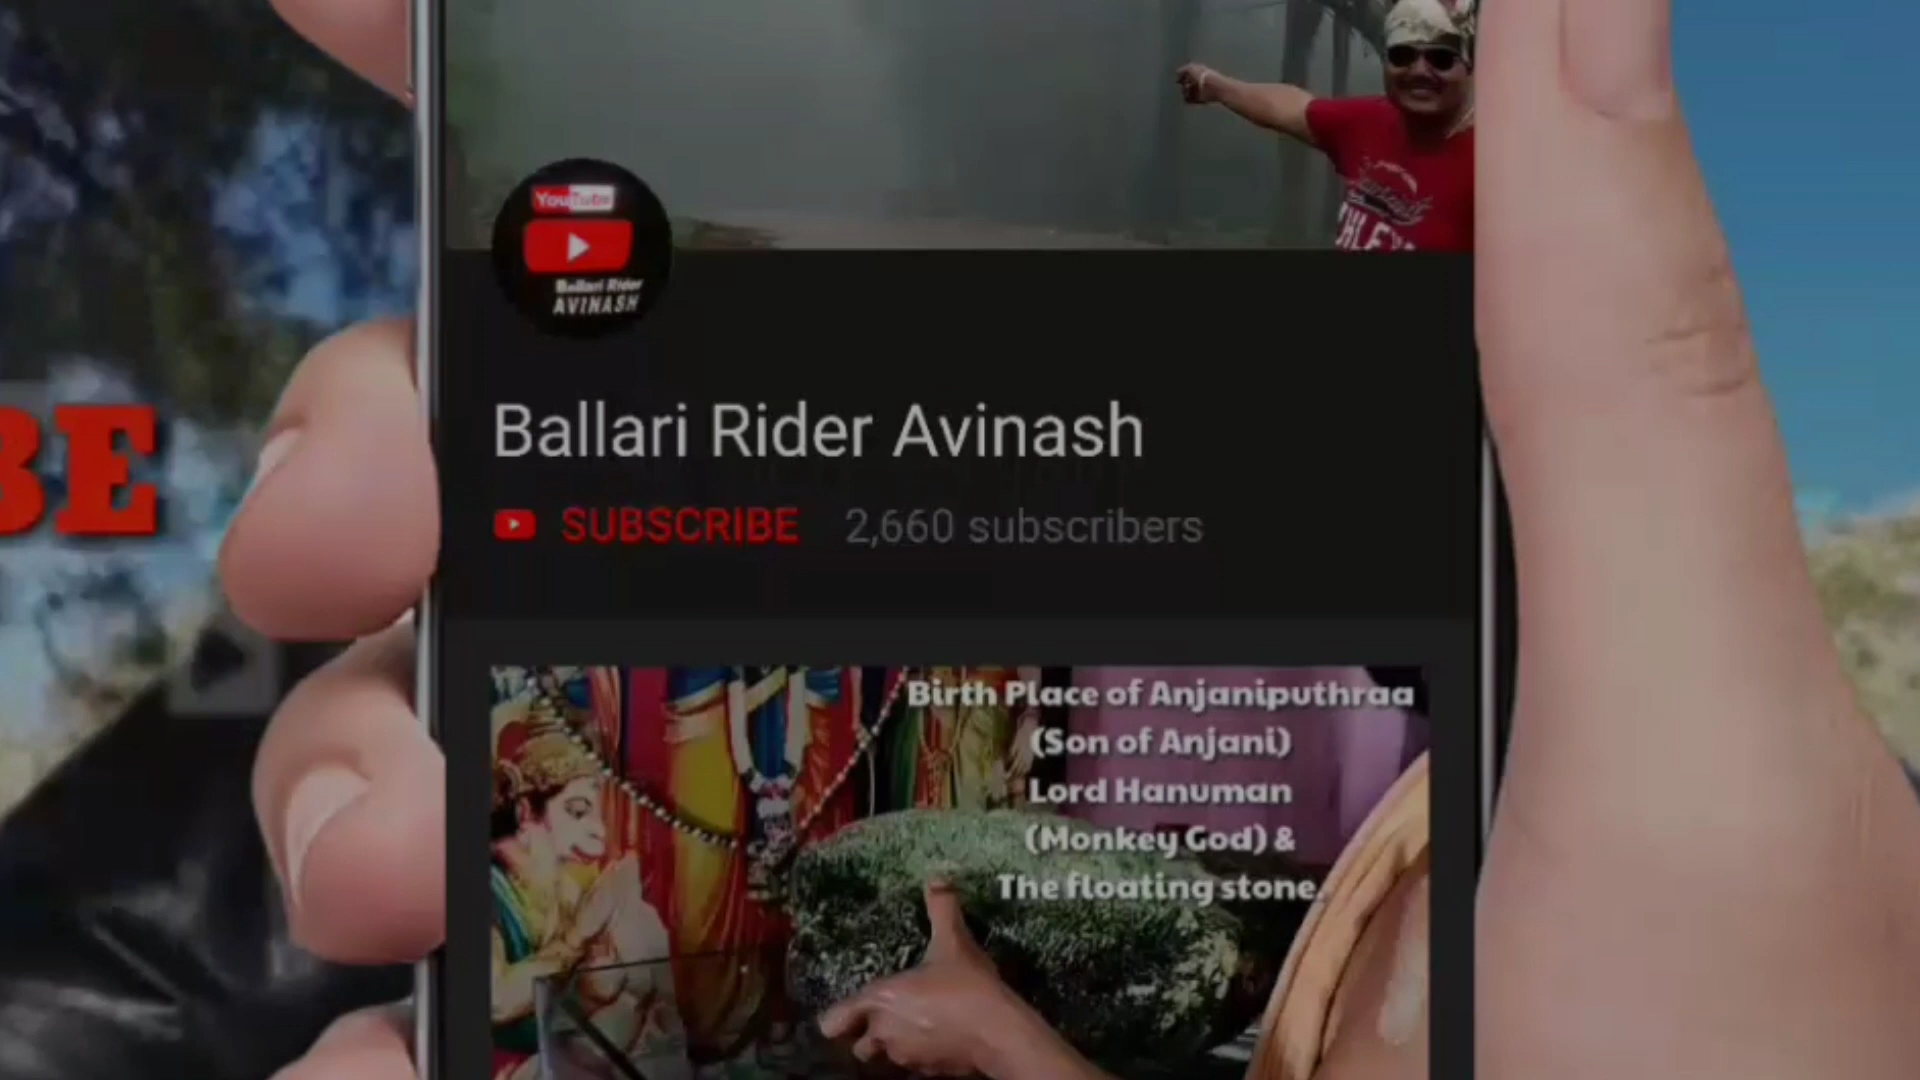 YouTube
Ballari Rider
AVINASH
Ballari Rider Avinash
SUBSCRIBE 2,660 subscribers
BE
Birth Place of Anjaniputhraa
(Son of Anjani)
Lord Hanuman
(Monkey God) &
The floating stone.